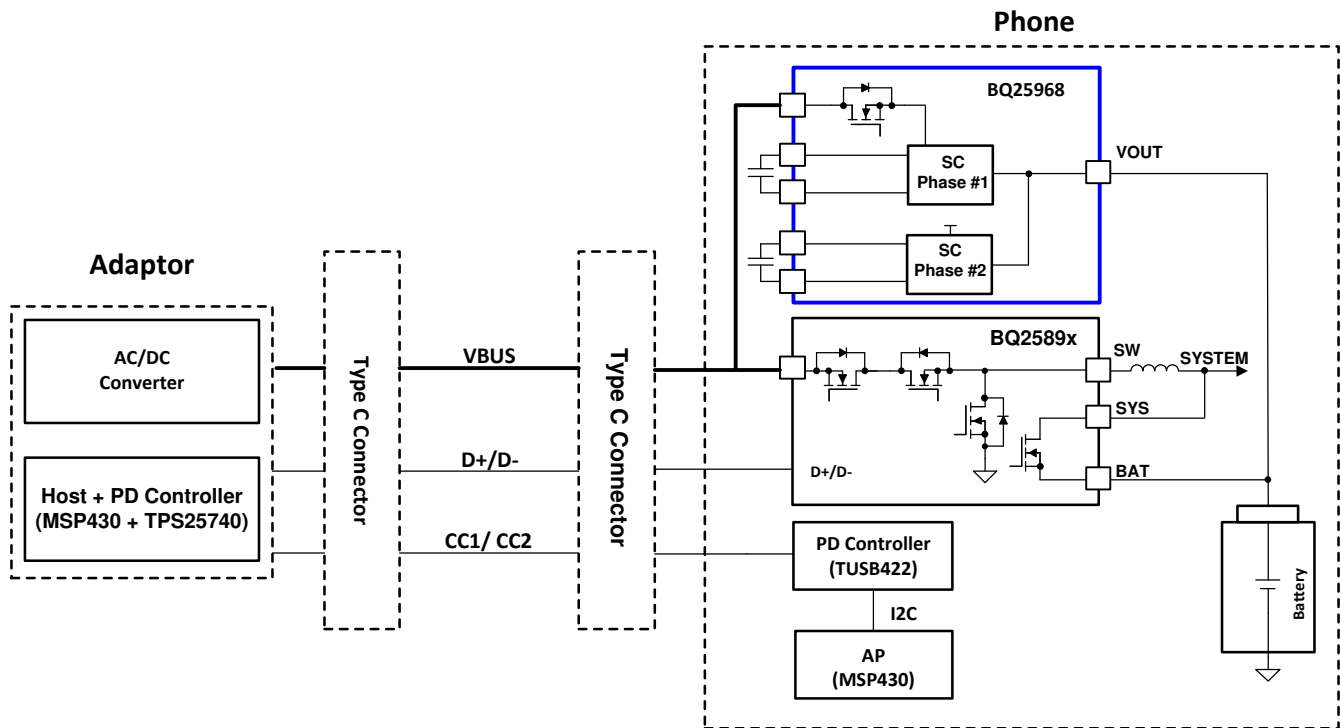 Phone
BQ25968
SC
Phase #1
VOUT
SC
Phase #2
Adaptor
AC/DC
Converter
Host + PD Controller
(MSP430 + TPS25740)
Type C Connector
VBUS
D+/D-
CC1/ CC2
Type C Connector
BQ2589x
SW
SYSTEM
SYS
BAT
D+/D-
PD Controller
(TUSB422)
I2C
AP
(MSP430)
Battery